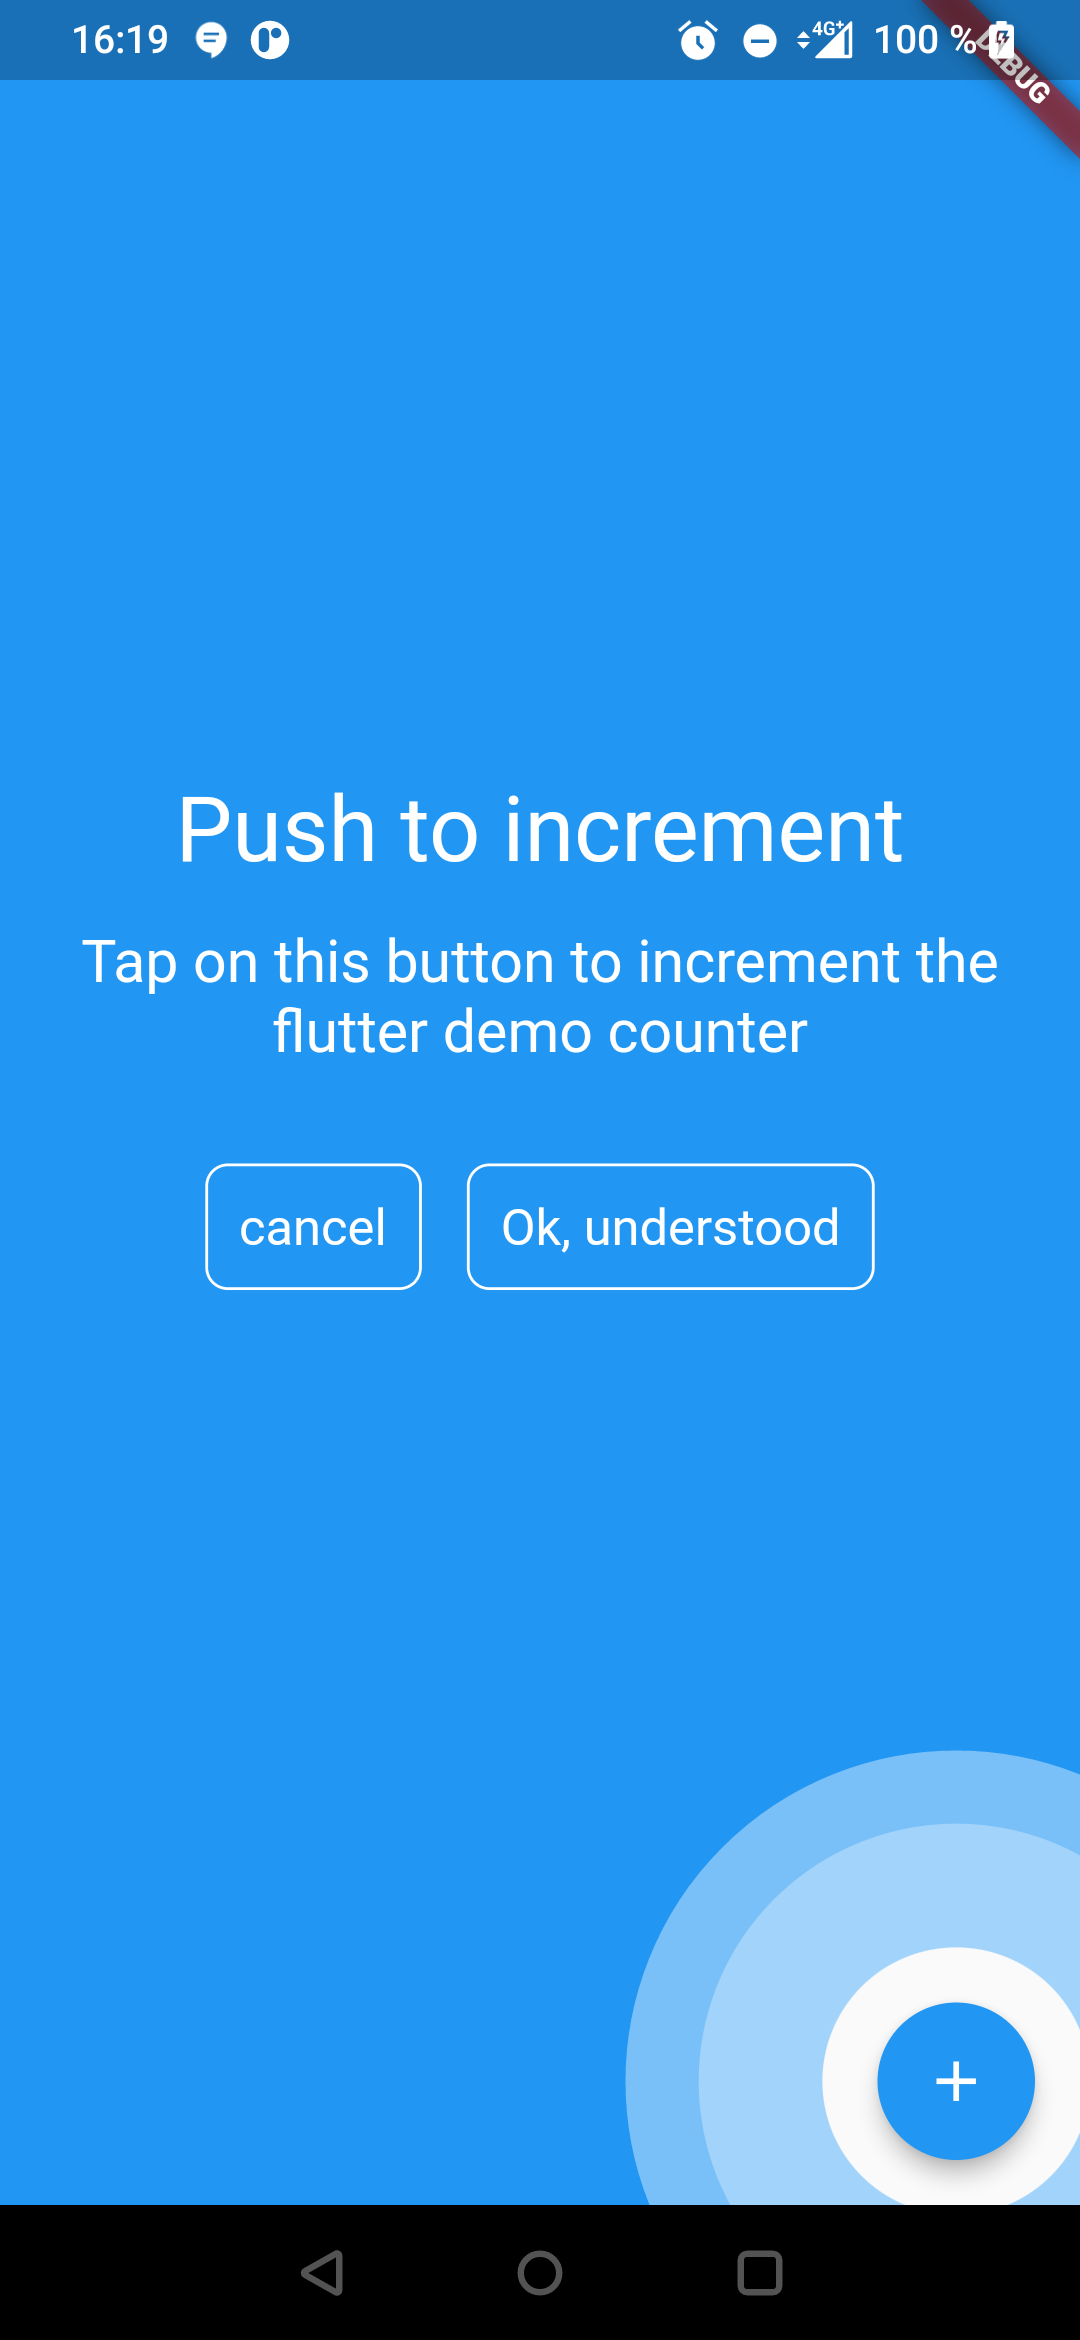 16:19 4G+ 100 %
DEBUG
Push to increment
Tap on this button to increment the
flutter demo counter
cancel Ok, understood